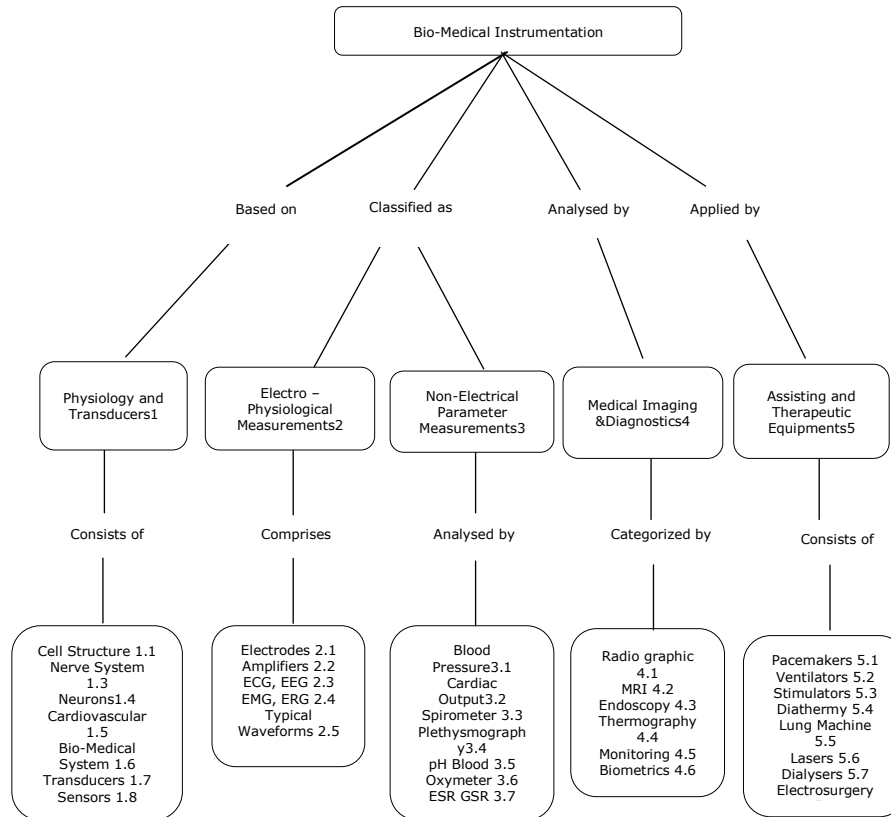 Bio-Medical Instrumentation
Based on
Classified as
Analysed by
Applied by
Physiology and
Transducers1
Electro –
Physiological
Measurements2
Non-Electrical
Parameter
Measurements3
Medical Imaging
&Diagnostics4
Assisting and
Therapeutic
Equipments5
Consists of
Comprises
Analysed by
Categorized by
Consists of
Cell Structure 1.1
Nerve System
1.3
Neurons1.4
Cardiovascular
1.5
Bio-Medical
System 1.6
Transducers 1.7
Sensors 1.8
Electrodes 2.1
Amplifiers 2.2
ECG, EEG 2.3
EMG, ERG 2.4
Typical
Waveforms 2.5
Blood
Pressure3.1
Cardiac
Output3.2
Spirometer 3.3
Plethysmograph
y3.4
pH Blood 3.5
Oxymeter 3.6
ESR GSR 3.7
Radio graphic
4.1
MRI 4.2
Endoscopy 4.3
Thermography
4.4
Monitoring 4.5
Biometrics 4.6
Pacemakers 5.1
Ventilators 5.2
Stimulators 5.3
Diathermy 5.4
Lung Machine
5.5
Lasers 5.6
Dialysers 5.7
Electrosurgery